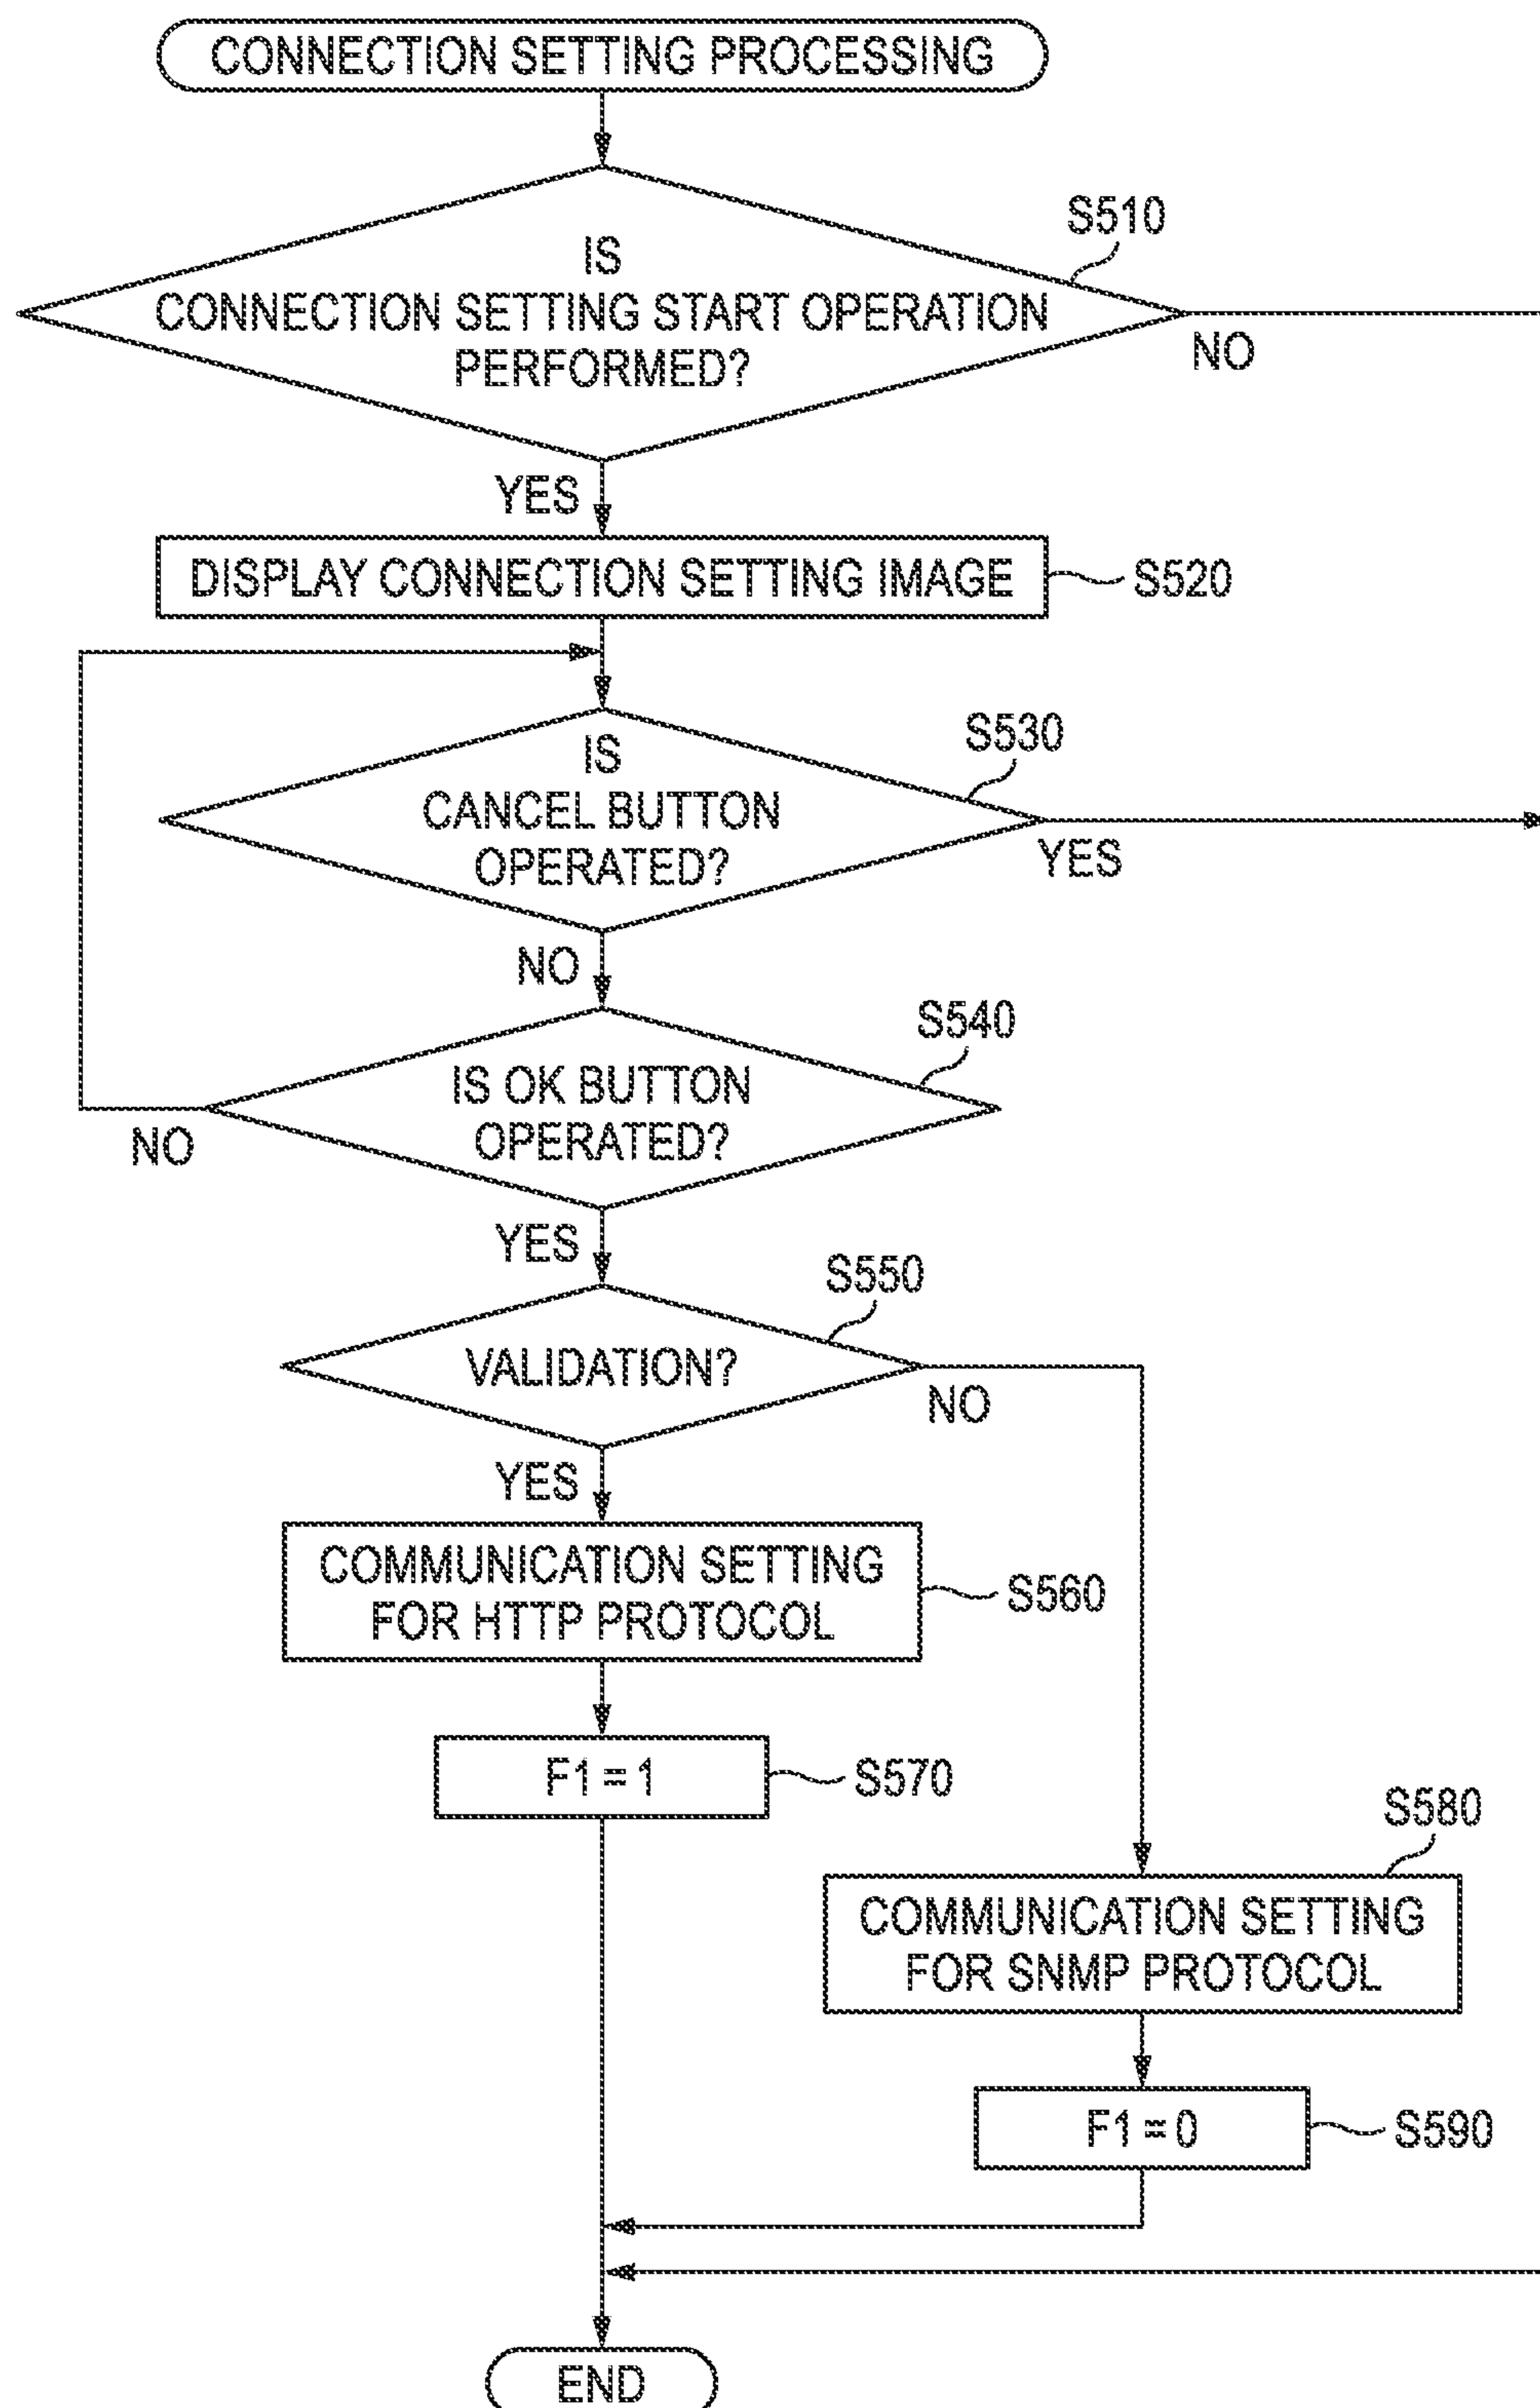 CONNECTION SETTING PROCESSING
S510
IS
CONNECTION SETTING START OPERATION
PERFORMED?
NO
YES
DISPLAY CONNECTION SETTING IMAGE
S520
S530
IS
CANCEL BUTTON
OPERATED?
YES
NO
S540
IS OK BUTTON
OPERATED?
NO
YES
S550
VALIDATION?
NO
YES
COMMUNICATION SETTING
FOR HTTP PROTOCOL
S560
F1 = 1
S570
S580
COMMUNICATION SETTING
FOR SNMP PROTOCOL
F1 = 0
S590
END